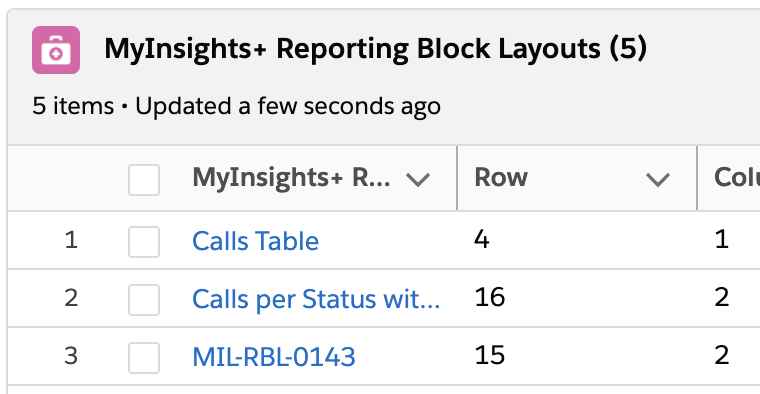 MyInsights+ Reporting Block Layouts (5)
5 items • Updated a few seconds ago
MyInsights+ R... Row Colu
1 Calls Table 4 1
2 Calls per Status wit... 16 2
3 MIL-RBL-0143 15 2